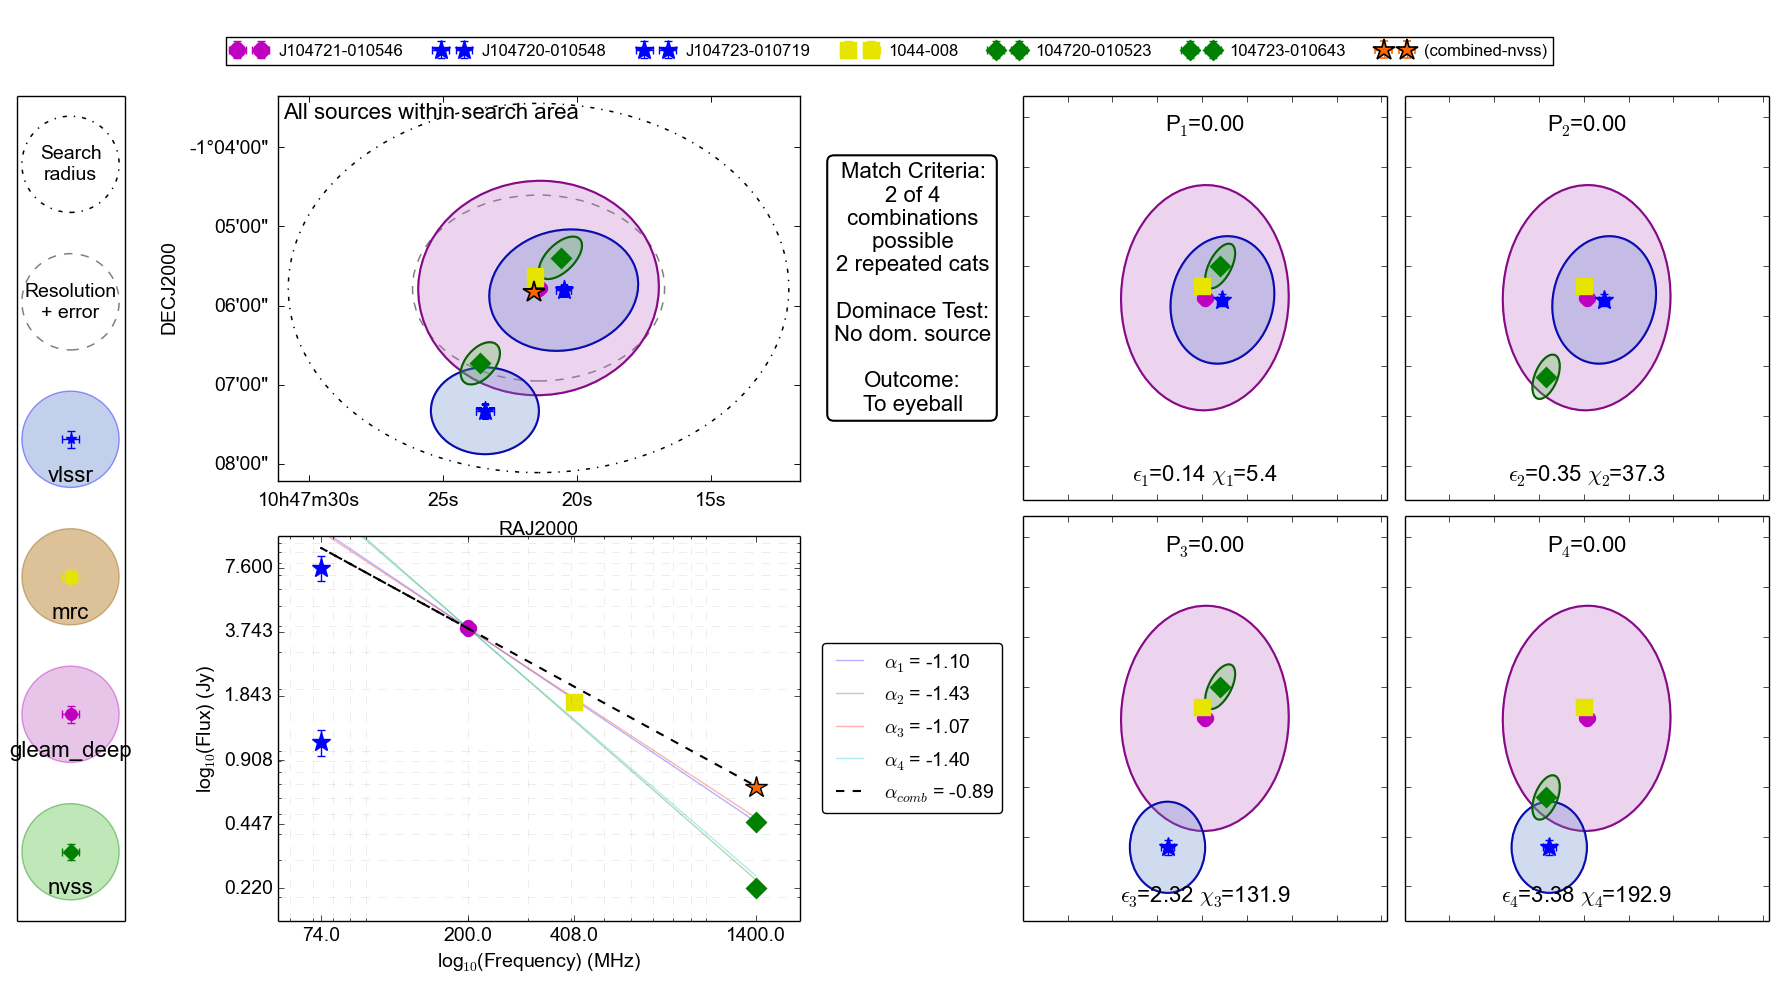 J104721-010546 J104720-010548 J104723-010719 1044-008 104720-010523 104723-010643 (combined-nvss)
Search
radius
Resolution
+ error
vlssr
mrc
gleam_deep
nvss
All sources within search area
-1°04'00"
05'00"
06'00"
07'00"
08'00"
DECJ2000
10h47m30s 25s 20s 15s
RAJ2000
Match Criteria:
2 of 4
combinations
possible
2 repeated cats
Dominace Test:
No dom. source
Outcome:
To eyeball
P1=0.00
ϵ1=0.14 χ1=5.4
P2=0.00
ϵ2=0.35 χ2=37.3
7.600
3.743
1.843
0.908
0.447
0.220
log10(Flux) (Jy)
74.0 200.0 408.0 1400.0
log10(Frequency) (MHz)
α1 = -1.10
α2 = -1.43
α3 = -1.07
α4 = -1.40
αcomb = -0.89
P3=0.00
ϵ3=2.32 χ3=131.9
P4=0.00
ϵ4=3.38 χ4=192.9